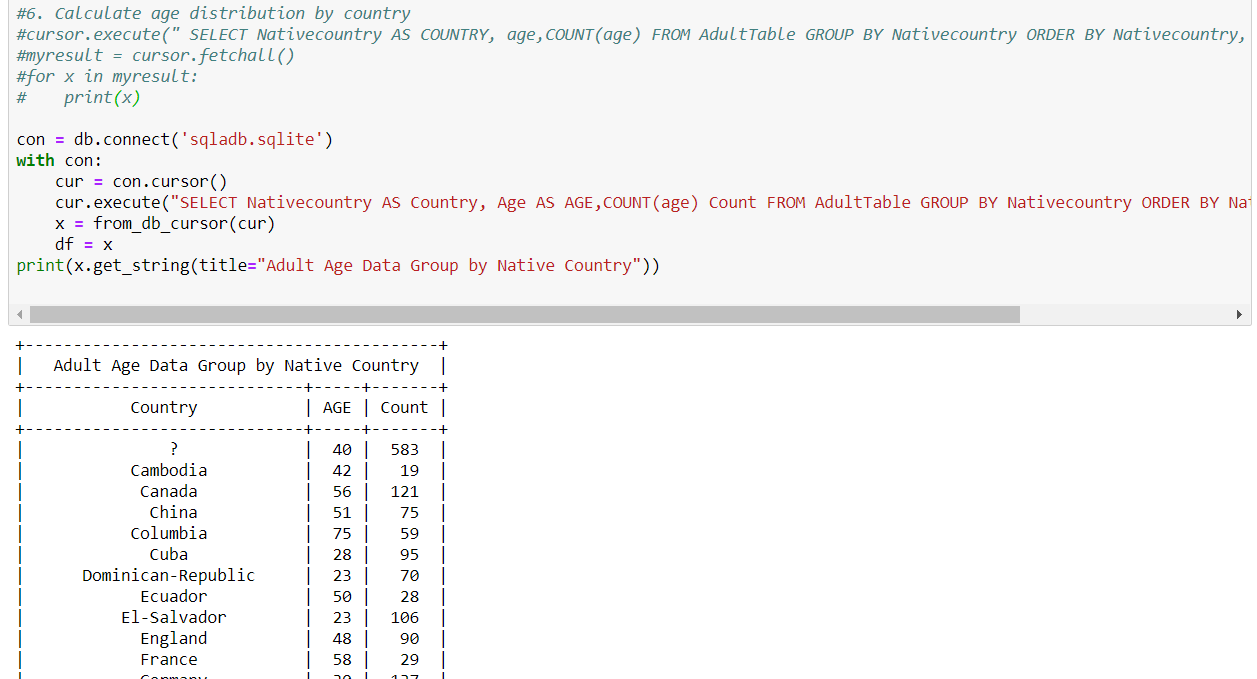 #6. Calculate age distribution by country
#cursor.execute(" SELECT Nativecountry AS COUNTRY, age,COUNT(age) FROM AdultTable GROUP BY Nativecountry ORDER BY Nativecountry,
#myresult = cursor.fetchall()
#for x in myresult:
#    print(x)

con = db.connect('sqladb.sqlite')
with con:
    cur = con.cursor()
    cur.execute("SELECT Nativecountry AS Country, Age AS AGE,COUNT(age) Count FROM AdultTable GROUP BY Nativecountry ORDER BY Nat
    x = from_db_cursor(cur)
    df = x
print(x.get_string(title="Adult Age Data Group by Native Country"))

+-------------------------------------------+
|   Adult Age Data Group by Native Country  |
+-----------------------------+-----+-------+
|           Country           | AGE | Count |
+-----------------------------+-----+-------+
|              ?              |  40 |  583  |
|           Cambodia          |  42 |   19  |
|            Canada           |  56 |  121  |
|             China           |  51 |   75  |
|           Columbia          |  75 |   59  |
|             Cuba            |  28 |   95  |
|      Dominican-Republic     |  23 |   70  |
|            Ecuador          |  50 |   28  |
|          El-Salvador        |  23 |  106  |
|            England          |  48 |   90  |
|            France           |  58 |   29  |